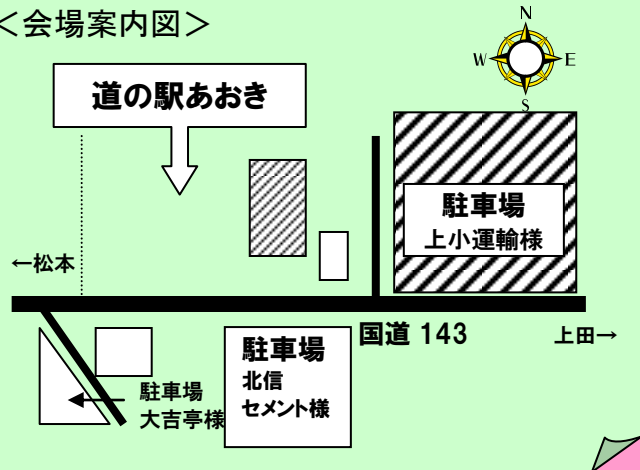 ＜会場案内図＞
N
W
E
S
道の駅あおき
駐車場
上小運輸様
←松本
国道 143
上田→
駐車場
北信
セメント様
駐車場
大吉亭様